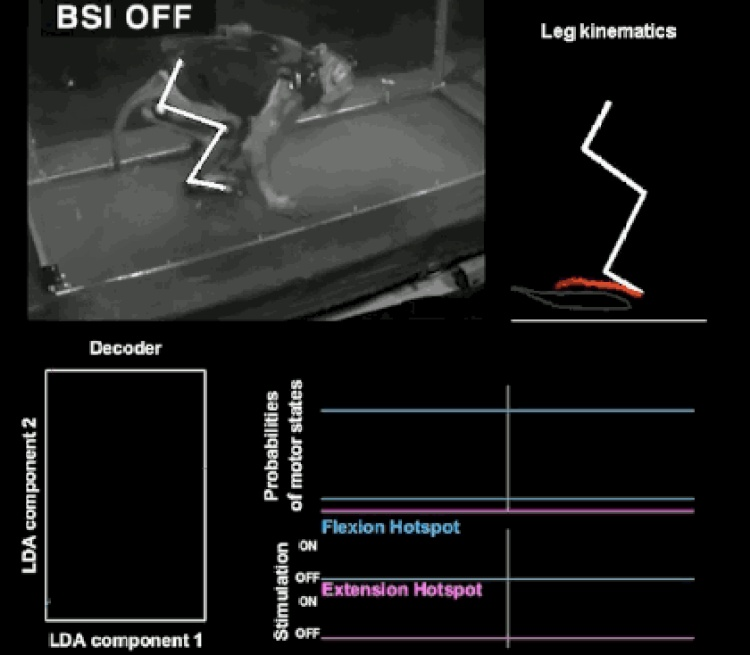 BSI OFF
Leg kinematics
Decoder
LDA component 2
LDA component 1
Probabilities
of motor states
Flexion Hotspot
ON
OFF
Extension Hotspot
ON
OFF
Stimulation